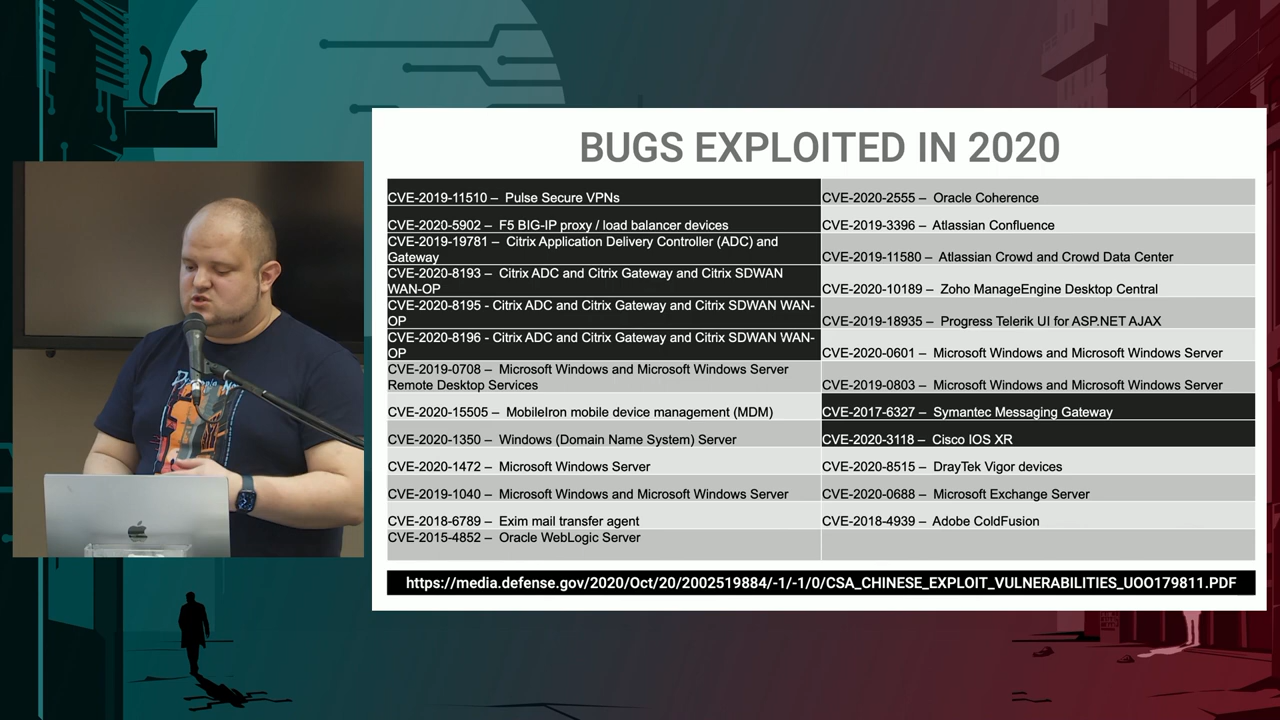 BUGS EXPLOITED IN 2020
CVE-2019-11510 – Pulse Secure VPNs
CVE-2020-5902 – F5 BIG-IP proxy / load balancer devices
CVE-2019-19781 – Citrix Application Delivery Controller (ADC) and
Gateway
CVE-2020-8193 – Citrix ADC and Citrix Gateway and Citrix SDWAN
WAN-OP
CVE-2020-8195 - Citrix ADC and Citrix Gateway and Citrix SDWAN WAN-
OP
CVE-2020-8196 - Citrix ADC and Citrix Gateway and Citrix SDWAN WAN-
OP
CVE-2019-0708 – Microsoft Windows and Microsoft Windows Server
Remote Desktop Services
CVE-2020-15505 – MobileIron mobile device management (MDM)
CVE-2020-1350 – Windows (Domain Name System) Server
CVE-2020-1472 – Microsoft Windows Server
CVE-2019-1040 – Microsoft Windows and Microsoft Windows Server
CVE-2018-6789 – Exim mail transfer agent
CVE-2015-4852 – Oracle WebLogic Server
CVE-2020-2555 – Oracle Coherence
CVE-2019-3396 – Atlassian Confluence
CVE-2019-11580 – Atlassian Crowd and Crowd Data Center
CVE-2020-10189 – Zoho ManageEngine Desktop Central
CVE-2019-18935 – Progress Telerik UI for ASP.NET AJAX
CVE-2020-0601 – Microsoft Windows and Microsoft Windows Server
CVE-2019-0803 – Microsoft Windows and Microsoft Windows Server
CVE-2017-6327 – Symantec Messaging Gateway
CVE-2020-3118 – Cisco IOS XR
CVE-2020-8515 – DrayTek Vigor devices
CVE-2020-0688 – Microsoft Exchange Server
CVE-2018-4939 – Adobe ColdFusion
https://media.defense.gov/2020/Oct/20/2002519884/-1/-1/0/CSA_CHINESE_EXPLOIT_VULNERABILITIES_UOO179811.PDF